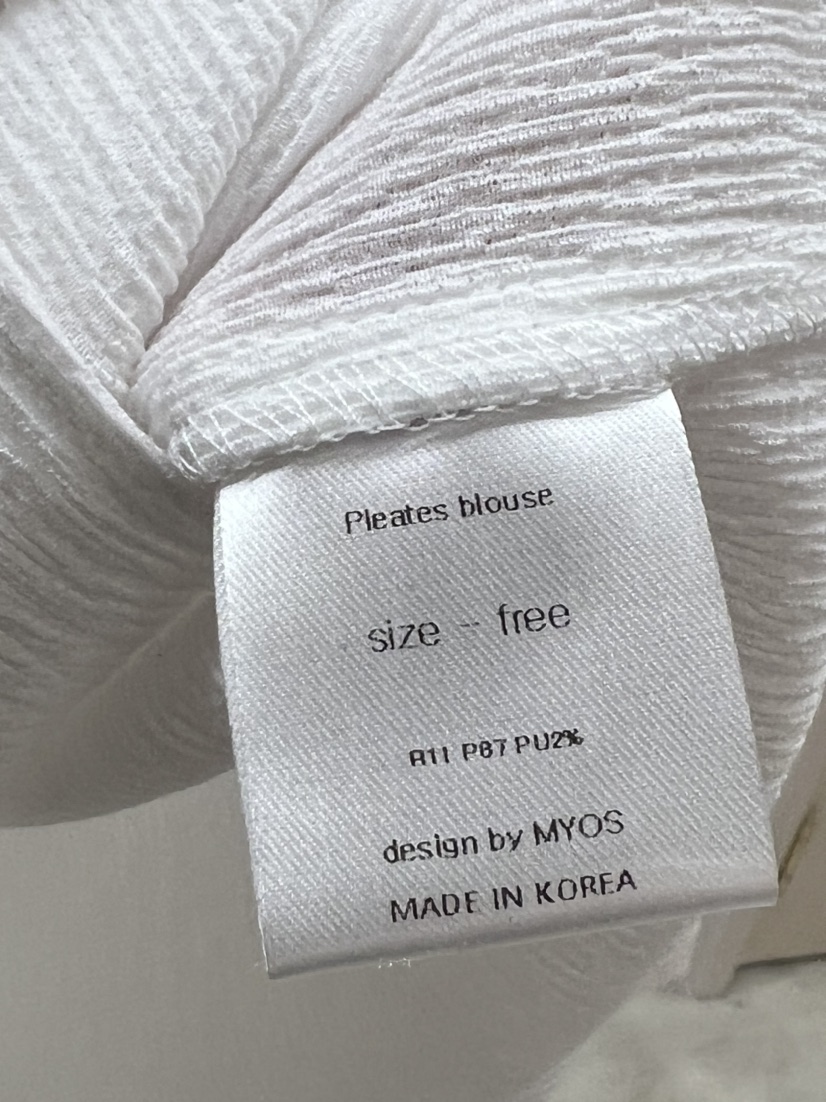 Pleates blouse
size - free
R11 P87 PU2%
design by MYOS
MADE IN KOREA